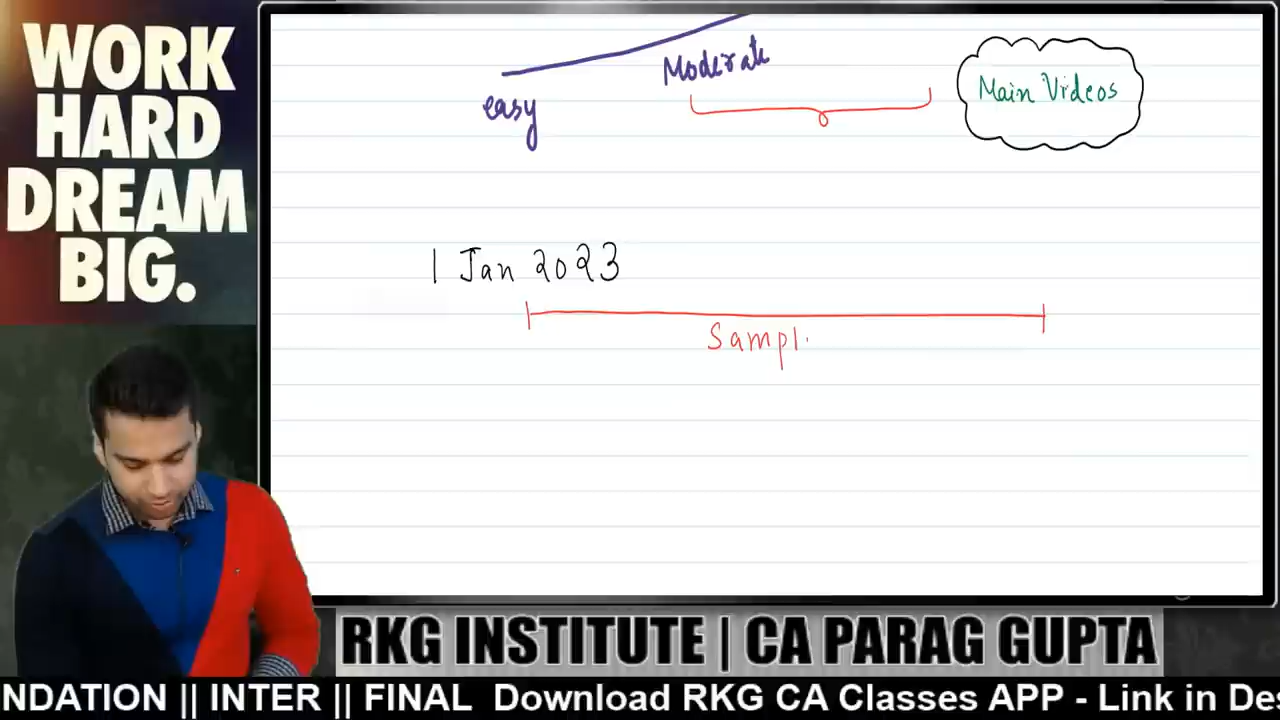 WORK
HARD
DREAM
BIG.
easy
Moderate
Main Videos
1 Jan 2023
Sampl
RKG INSTITUTE | CA PARAG GUPTA
NDATION || INTER || FINAL Download RKG CA Classes APP - Link in Des